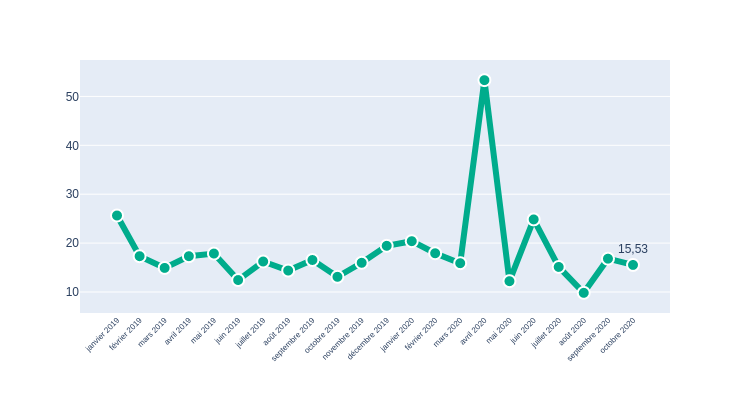 50
40
30
20
10
15,53
janvier 2019
février 2019
mars 2019
avril 2019
mai 2019
juin 2019
juillet 2019
août 2019
septembre 2019
octobre 2019
novembre 2019
décembre 2019
janvier 2020
février 2020
mars 2020
avril 2020
mai 2020
juin 2020
juillet 2020
août 2020
septembre 2020
octobre 2020